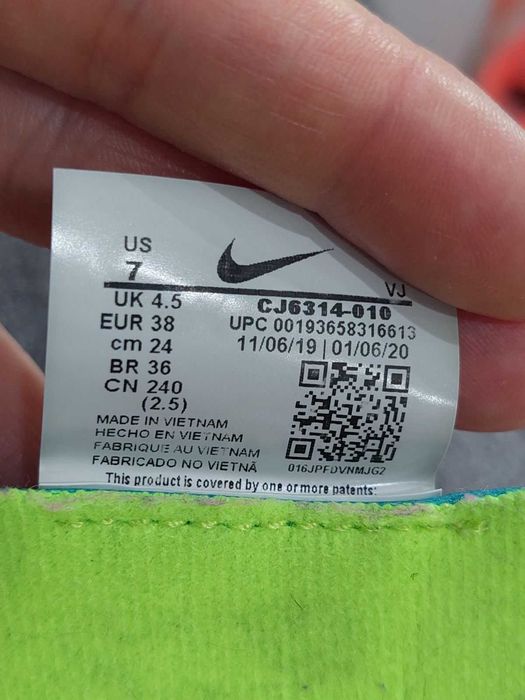 US
7
VJ
UK 4.5
CJ6314-010
EUR 38
UPC 00193658316613
cm 24
11/06/19 | 01/06/20
BR 36
CN 240
(2.5)
MADE IN VIETNAM
HECHO EN VIETNAM
FABRIQUE AU VIETNAM
FABRICADO NO VIETNÃ
016JPFDVNMJG2
This product is covered by one or more patents: